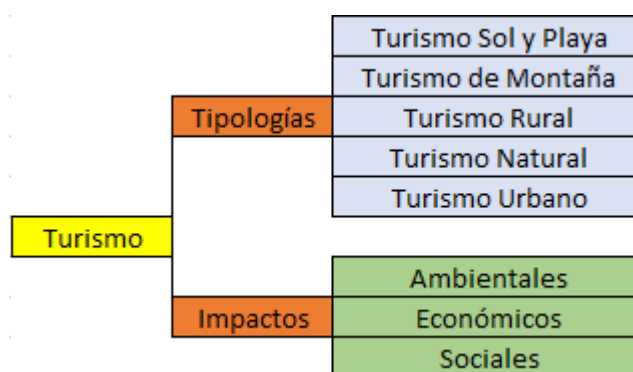 Turismo Sol y Playa
Turismo de Montaña
Tipologías
Turismo Rural
Turismo Natural
Turismo Urbano
Turismo
Ambientales
Impactos
Económicos
Sociales